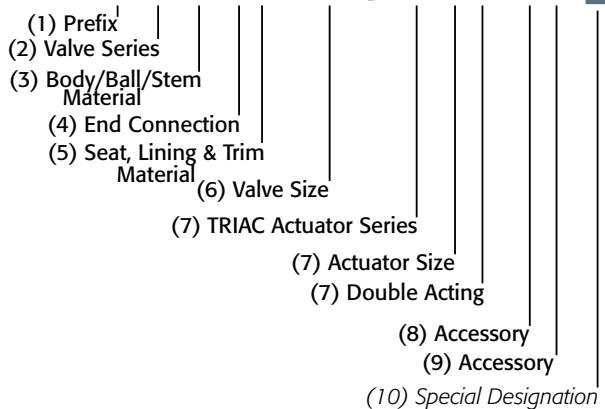 (1) Prefix
(2) Valve Series
(3) Body/Ball/Stem
Material
(4) End Connection
(5) Seat, Lining & Trim
Material
(6) Valve Size
(7) TRIAC Actuator Series
(7) Actuator Size
(7) Double Acting
(8) Accessory
(9) Accessory
(10) Special Designation